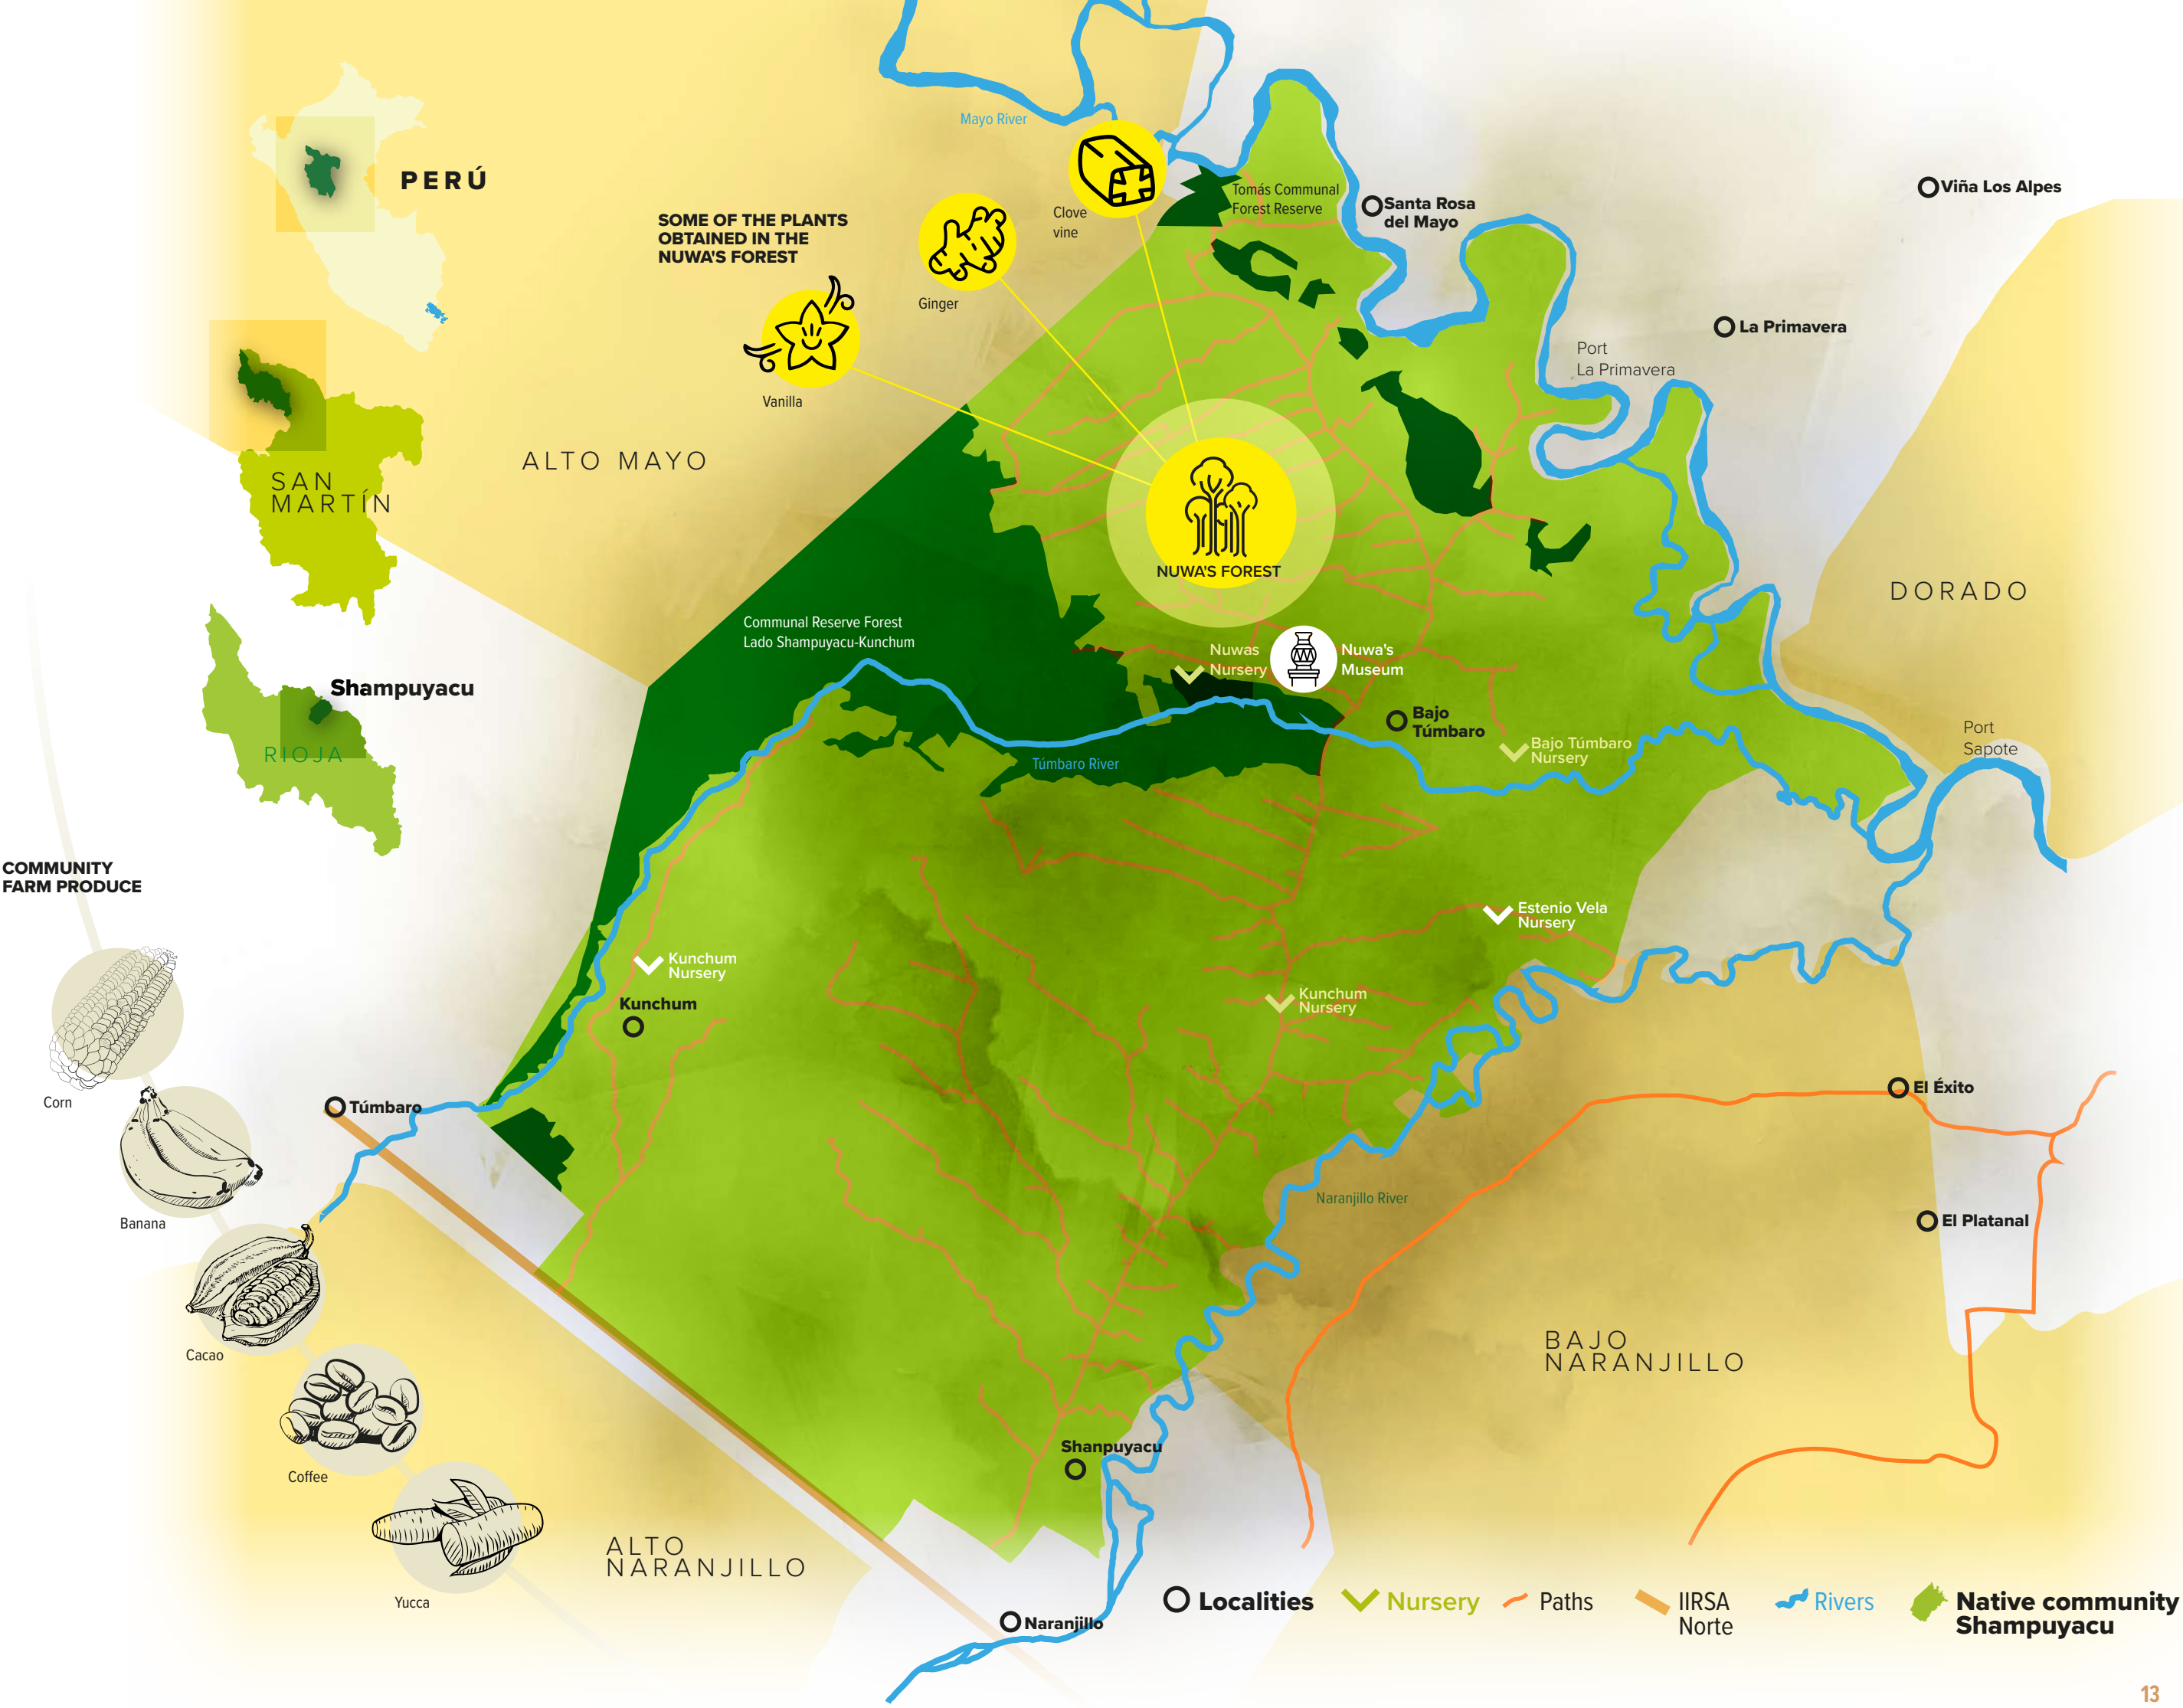 PERÚ
SAN
MARTÍN
Shampuyacu
RIOJA
SOME OF THE PLANTS
OBTAINED IN THE
NUWA'S FOREST
Vanilla
Ginger
Clove
vine
Mayo River
Tomás Communal
Forest Reserve
Santa Rosa
del Mayo
Viña Los Alpes
La Primavera
Port
La Primavera
ALTO MAYO
NUWA'S FOREST
DORADO
Communal Reserve Forest
Lado Shampuyacu-Kunchum
Nuwas
Nursery
Nuwa's
Museum
Bajo
Túmbaro
Bajo Túmbaro
Nursery
Port
Sapote
Túmbaro River
COMMUNITY
FARM PRODUCE
Corn
Banana
Cacao
Coffee
Yucca
Estenio Vela
Nursery
Kunchum
Nursery
Kunchum
Kunchum
Nursery
Túmbaro
El Éxito
El Platanal
Naranjillo River
BAJO
NARANJILLO
Shanpuyacu
ALTO
NARANJILLO
Naranjillo
Localities
Nursery
Paths
IIRSA
Norte
Rivers
Native community
Shampuyacu
13